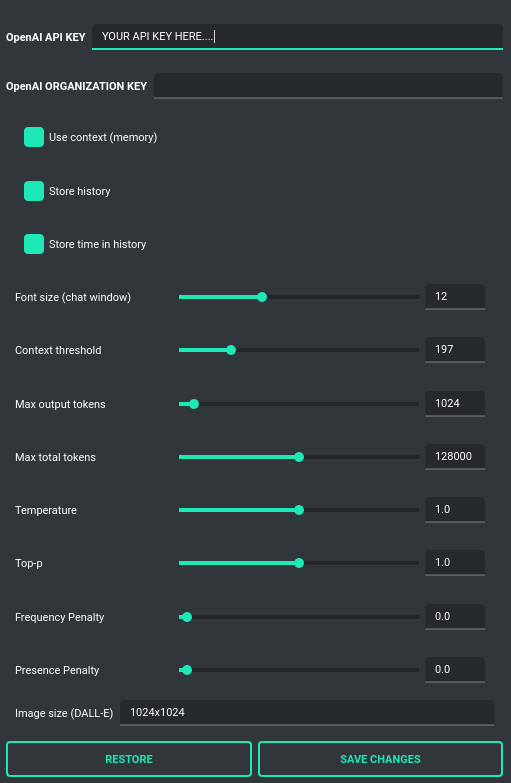 OpenAI API KEY YOUR API KEY HERE....
OpenAI ORGANIZATION KEY
Use context (memory)
Store history
Store time in history
Font size (chat window) 12
Context threshold 197
Max output tokens 1024
Max total tokens 128000
Temperature 1.0
Top-p 1.0
Frequency Penalty 0.0
Presence Penalty 0.0
Image size (DALL-E) 1024x1024
RESTORE SAVE CHANGES